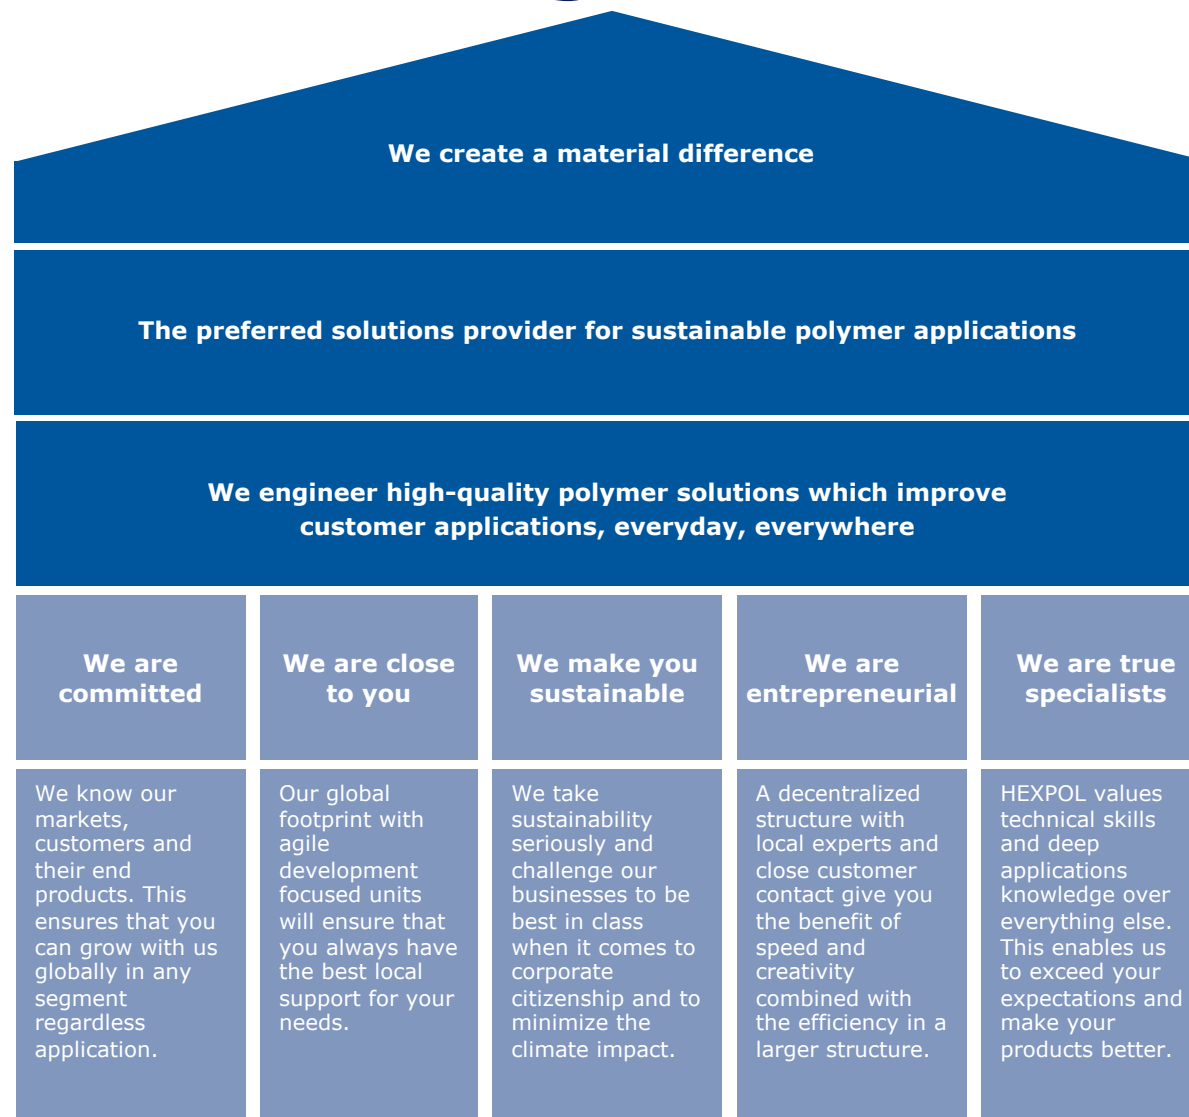 We create a material difference
The preferred solutions provider for sustainable polymer applications
We engineer high-quality polymer solutions which improve
customer applications, everyday, everywhere
We are
committed
We know our
markets,
customers and
their end
products. This
ensures that you
can grow with us
globally in any
segment
regardless
application.
We are close
to you
Our global
footprint with
agile
development
focused units
will ensure that
you always have
the best local
support for your
needs.
We make you
sustainable
We take
sustainability
seriously and
challenge our
businesses to be
best in class
when it comes to
corporate
citizenship and to
minimize the
climate impact.
We are
entrepreneurial
A decentralized
structure with
local experts and
close customer
contact give you
the benefit of
speed and
creativity
combined with
the efficiency in a
larger structure.
We are true
specialists
HEXPOL values
technical skills
and deep
applications
knowledge over
everything else.
This enables us
to exceed your
expectations and
make your
products better.